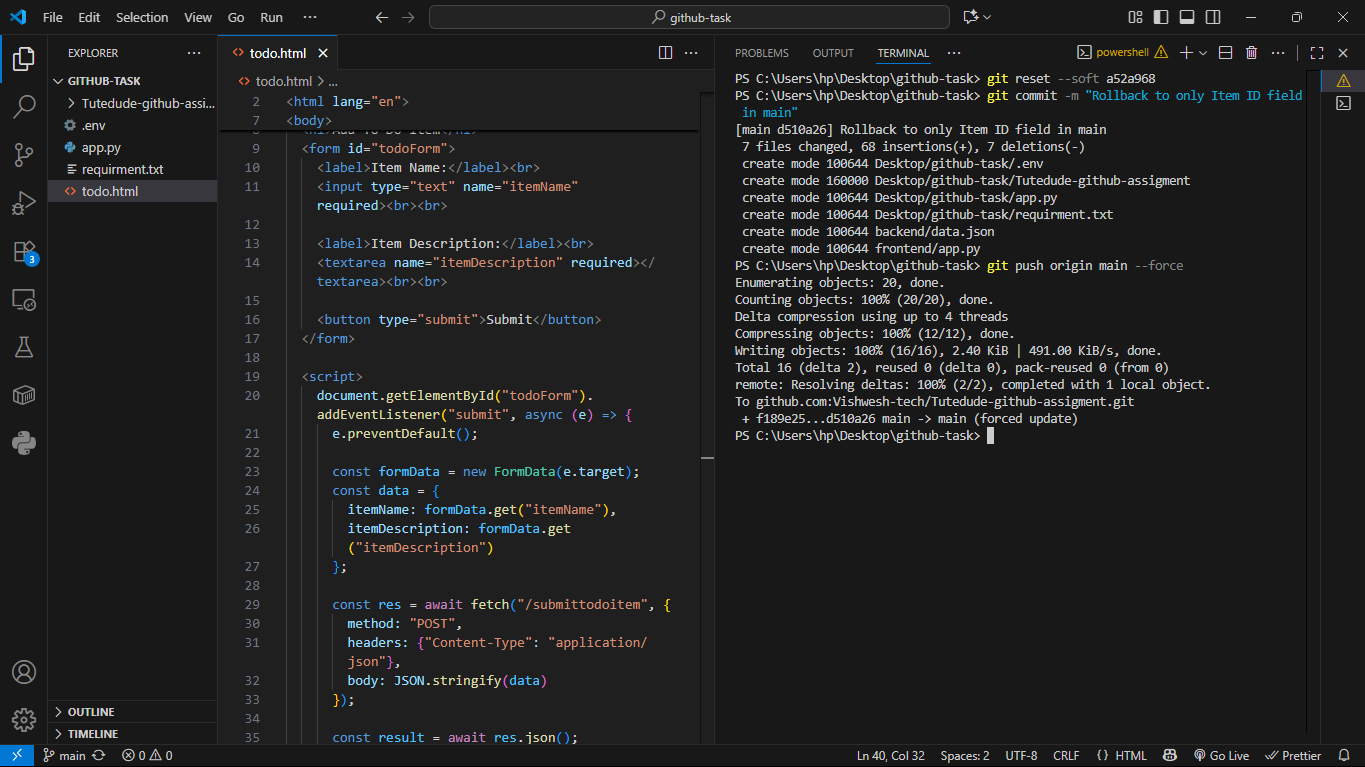 File Edit Selection View Go Run ··· github-task
EXPLORER ···
GITHUB-TASK
Tutedude-github-assi...
.env
app.py
requirment.txt
todo.html
OUTLINE
TIMELINE
3
todo.html
todo.html > ...
2 <html lang="en">
7 <body>
9 <form id="todoForm">
10 <label>Item Name:</label><br>
11 <input type="text" name="itemName"
required><br><br>
12
13 <label>Item Description:</label><br>
14 <textarea name="itemDescription" required></
textarea><br><br>
15
16 <button type="submit">Submit</button>
17 </form>
18
19 <script>
20 document.getElementById("todoForm").
addEventListener("submit", async (e) => {
21 e.preventDefault();
22
23 const formData = new FormData(e.target);
24 const data = {
25 itemName: formData.get("itemName"),
26 itemDescription: formData.get
("itemDescription")
27 };
28
29 const res = await fetch("/submittodoitem", {
30 method: "POST",
31 headers: {"Content-Type": "application/
json"},
32 body: JSON.stringify(data)
33 });
34
35 const result = await res.json();
PROBLEMS OUTPUT TERMINAL ··· powershell
PS C:\Users\hp\Desktop\github-task> git reset --soft a52a968
PS C:\Users\hp\Desktop\github-task> git commit -m "Rollback to only Item ID field
in main"
[main d510a26] Rollback to only Item ID field in main
7 files changed, 68 insertions(+), 7 deletions(-)
create mode 100644 Desktop/github-task/.env
create mode 160000 Desktop/github-task/Tutedude-github-assigment
create mode 100644 Desktop/github-task/app.py
create mode 100644 Desktop/github-task/requirment.txt
create mode 100644 backend/data.json
create mode 100644 frontend/app.py
PS C:\Users\hp\Desktop\github-task> git push origin main --force
Enumerating objects: 20, done.
Counting objects: 100% (20/20), done.
Delta compression using up to 4 threads
Compressing objects: 100% (12/12), done.
Writing objects: 100% (16/16), 2.40 KiB | 491.00 KiB/s, done.
Total 16 (delta 2), reused 0 (delta 0), pack-reused 0 (from 0)
remote: Resolving deltas: 100% (2/2), completed with 1 local object.
To github.com:Vishwesh-tech/Tutedude-github-assigment.git
+ f189e25...d510a26 main -> main (forced update)
PS C:\Users\hp\Desktop\github-task>
main 0 0 Ln 40, Col 32 Spaces: 2 UTF-8 CRLF {} HTML Go Live Prettier